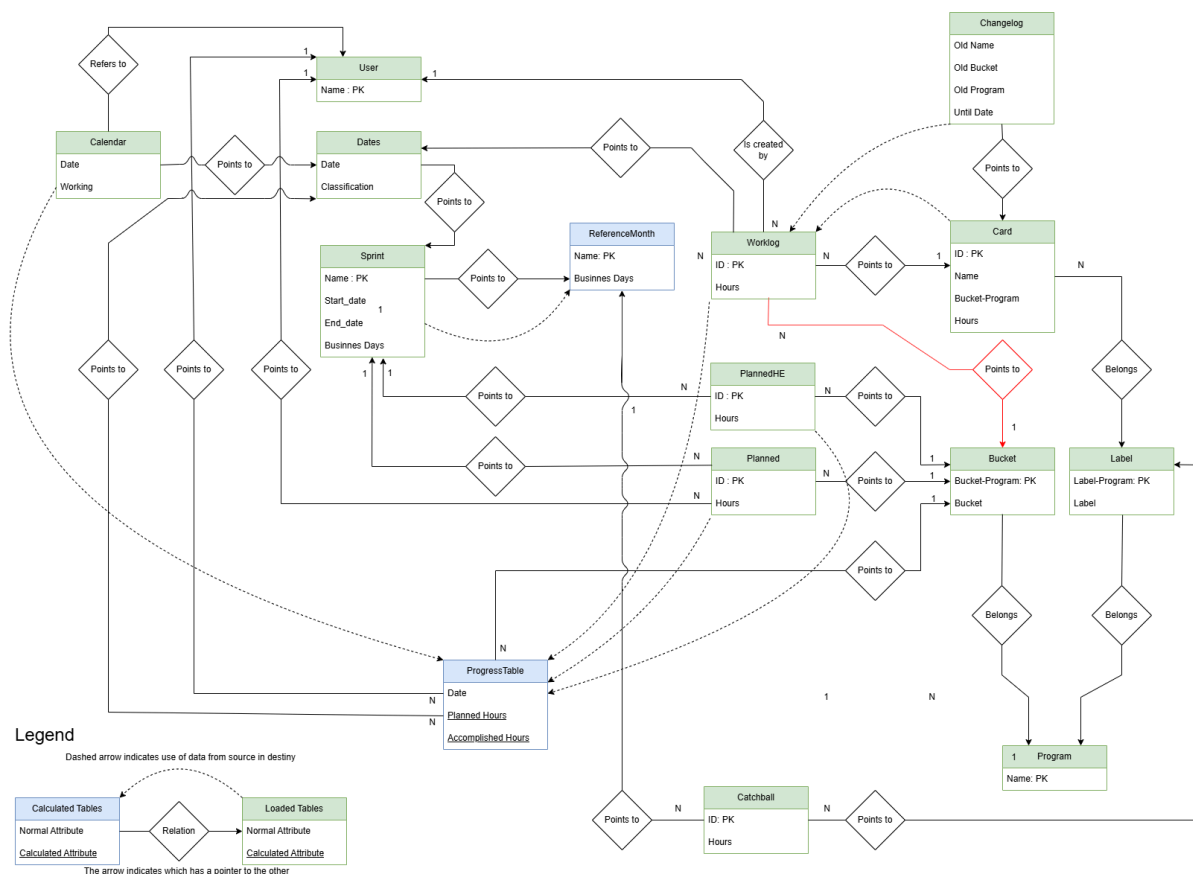 Changelog
Old Name
Old Bucket
Old Program
Until Date
Refers to
1
1
User
Name : PK
1
Calendar
Date
Working
Points to
Dates
Date
Classification
Points to
Is created
by
Points to
Points to
N
ReferenceMonth
Name: PK
Businnes Days
Worklog
ID : PK
Hours
N
N
Points to
1
Card
ID : PK
Name
Bucket-Program
Hours
N
Sprint
Name : PK
Start_date
1
End_date
Businnes Days
Points to
N
Points to
Points to
Points to
Points to
1
1
Points to
N
PlannedHE
ID : PK
Hours
N
Points to
Points to
Belongs
1
1
1
Points to
N
Planned
ID : PK
Hours
N
N
Points to
1
1
Bucket
Bucket-Program: PK
Bucket
Label
Label-Program: PK
Label
Points to
Belongs
Belongs
N
ProgressTable
Date
Planned Hours
Accomplished Hours
N
N
1
N
1
Program
Name: PK
Legend
Dashed arrow indicates use of data from source in destiny
Calculated Tables
Normal Attribute
Calculated Attribute
Relation
Loaded Tables
Normal Attribute
Calculated Attribute
The arrow indicates which has a pointer to the other
Points to
N
Catchball
ID: PK
Hours
N
Points to